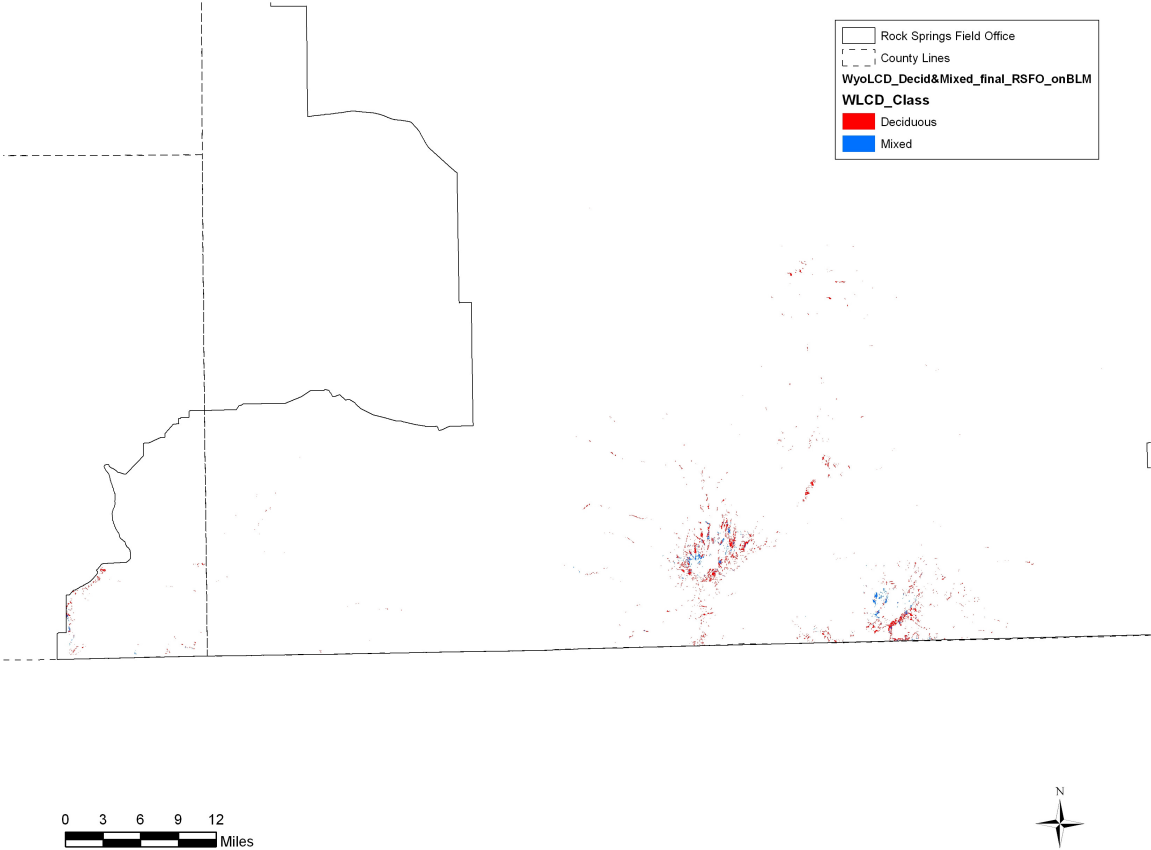 Rock Springs Field Office
County Lines
WyoLCD_Decid&Mixed_final_RSFO_onBLM
WLCD_Class
Deciduous
Mixed
N
0 3 6 9 12
Miles